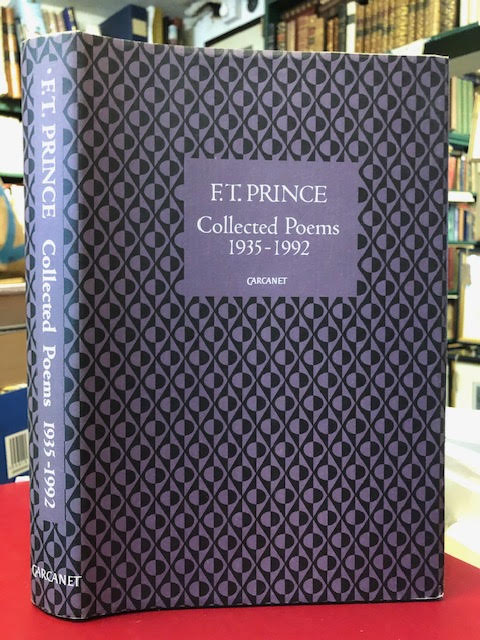 F.T. PRINCE
Collected Poems
1935-1992
CARCANET
F.T. PRINCE Collected Poems 1935-1992
CARCANET